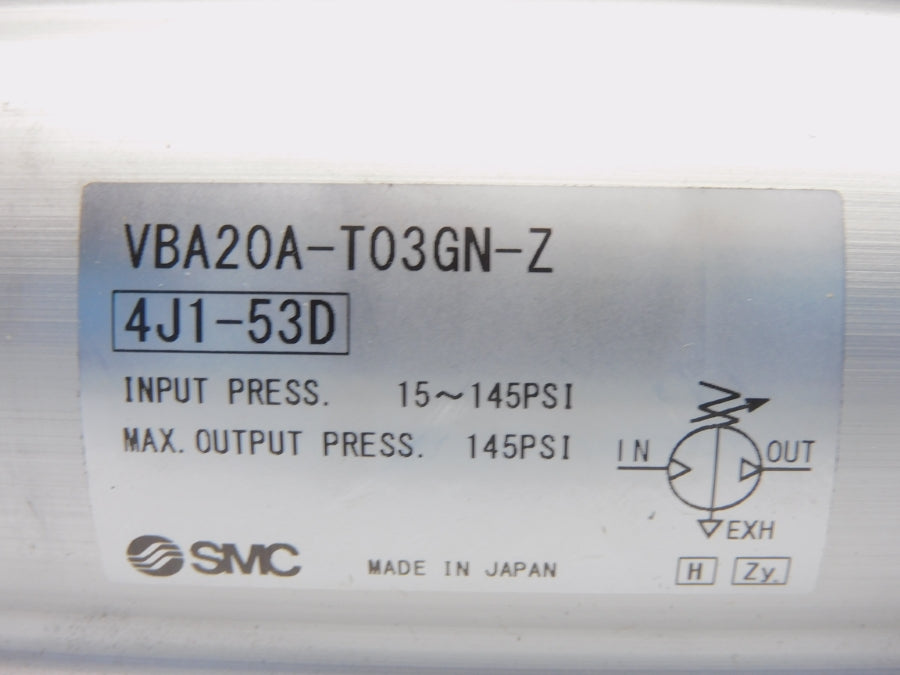 VBA20A-T03GN-Z
4J1-53D
INPUT PRESS. 15～145PSI
MAX. OUTPUT PRESS. 145PSI
IN OUT
EXH
SMC MADE IN JAPAN H Zy.